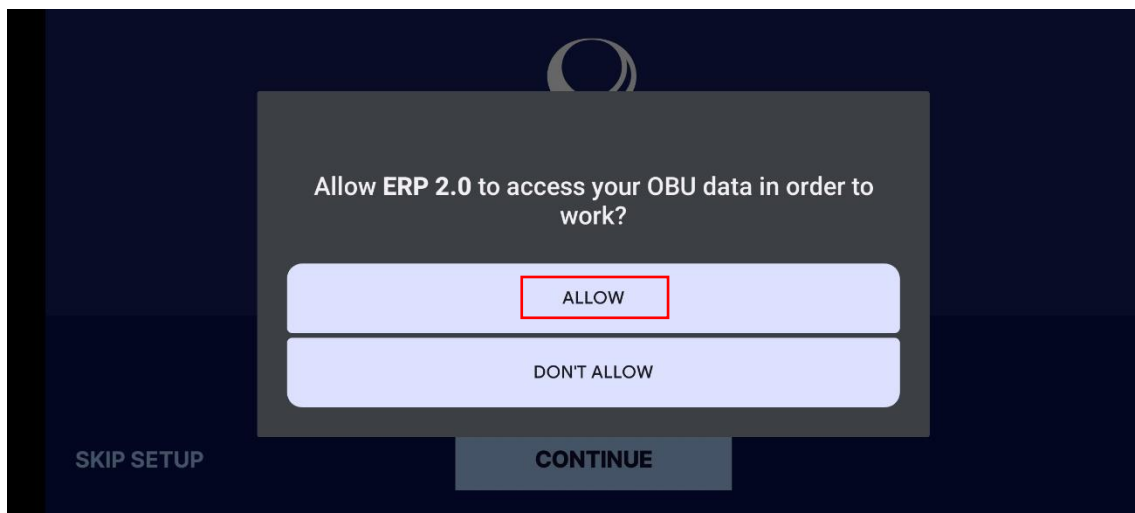 Allow ERP 2.0 to access your OBU data in order to
work?
ALLOW
DON'T ALLOW
SKIP SETUP
CONTINUE